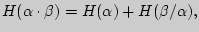 H(α · β) = H(α) + H(β/α),